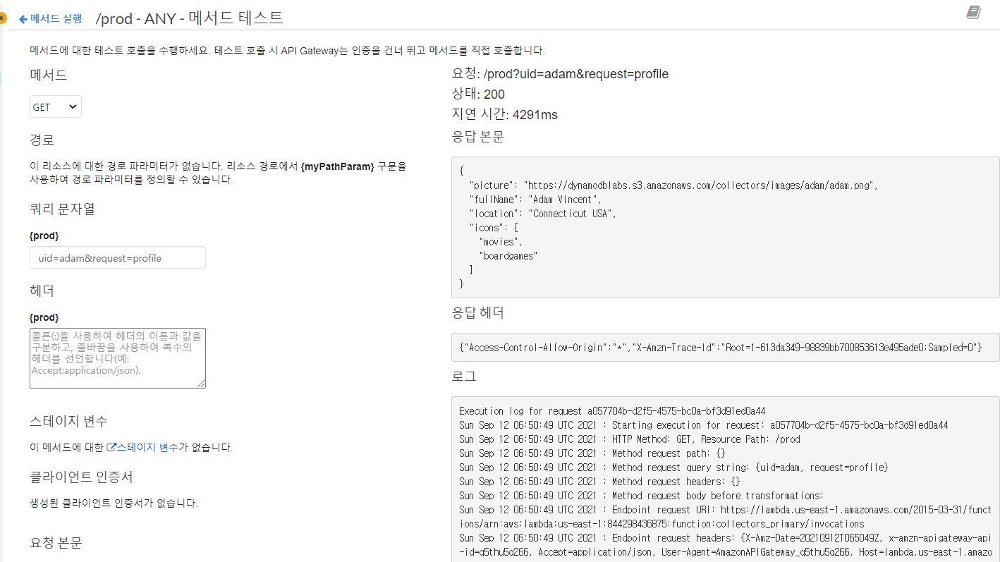 메서드 실행 /prod - ANY - 메서드 테스트
메서드에 대한 테스트 호출을 수행하세요. 테스트 호출 시 API Gateway는 인증을 건너 뛰고 메서드를 직접 호출합니다.
메서드
GET
경로
이 리소스에 대한 경로 파라미터가 없습니다. 리소스 경로에서 {myPathParam} 구문을
사용하여 경로 파라미터를 정의할 수 있습니다.
쿼리 문자열
{prod}
uid=adam&request=profile
헤더
{prod}
콜론(:)을 사용하여 헤더의 이름과 값을
구분하고, 줄바꿈을 사용하여 복수의
헤더를 선언합니다(예:
Accept:application/json).
스테이지 변수
이 메서드에 대한 스테이지 변수가 없습니다.
클라이언트 인증서
생성된 클라이언트 인증서가 없습니다.
요청 본문
요청: /prod?uid=adam&request=profile
상태: 200
지연 시간: 4291ms
응답 본문
{
"picture": "https://dynamodblabs.s3.amazonaws.com/collectors/images/adam/adam.png",
"fullName": "Adam Vincent",
"location": "Connecticut USA",
"icons": [
"movies",
"boardgames"
]
}
응답 헤더
{"Access-Control-Allow-Origin":"*","X-Amzn-Trace-Id":"Root=1-613da349-98839bb700853613e495ade0;Sampled=0"}
로그
Execution log for request a057704b-d2f5-4575-bc0a-bf3d91ed0a44
Sun Sep 12 06:50:49 UTC 2021 : Starting execution for request: a057704b-d2f5-4575-bc0a-bf3d91ed0a44
Sun Sep 12 06:50:49 UTC 2021 : HTTP Method: GET, Resource Path: /prod
Sun Sep 12 06:50:49 UTC 2021 : Method request path: {}
Sun Sep 12 06:50:49 UTC 2021 : Method request query string: {uid=adam, request=profile}
Sun Sep 12 06:50:49 UTC 2021 : Method request headers: {}
Sun Sep 12 06:50:49 UTC 2021 : Method request body before transformations:
Sun Sep 12 06:50:49 UTC 2021 : Endpoint request URI: https://lambda.us-east-1.amazonaws.com/2015-03-31/funct
ions/arn:aws:lambda:us-east-1:844298436875:function:collectors_primary/invocations
Sun Sep 12 06:50:49 UTC 2021 : Endpoint request headers: {X-Amz-Date=20210912T065049Z, x-amzn-apigateway-api
-id=q5thu5q266, Accept=application/json, User-Agent=AmazonAPIGateway_q5thu5q266, Host=lambda.us-east-1.amazo